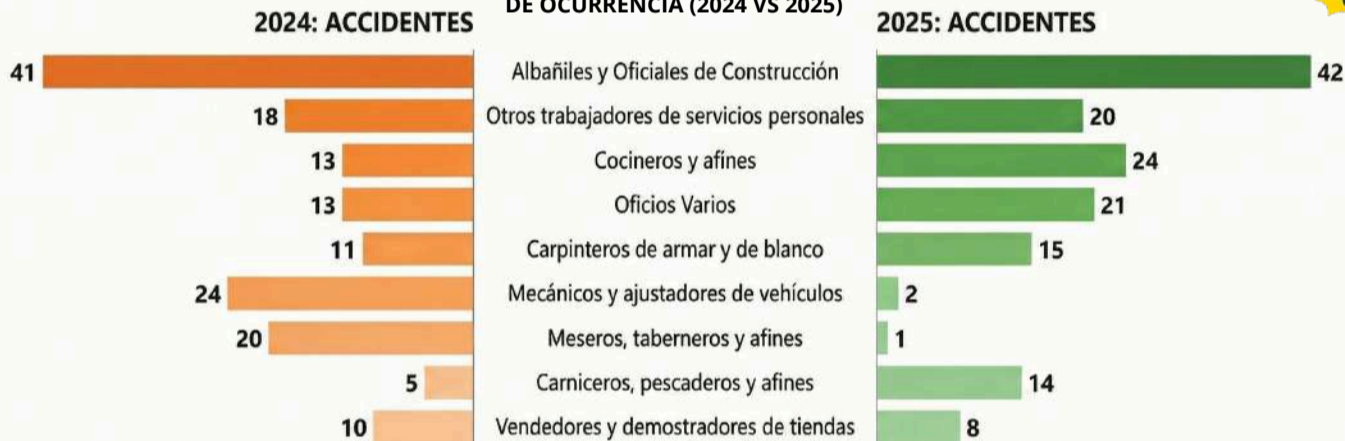 DE OCURRENCIA (2024 VS 2025)
2024: ACCIDENTES 2025: ACCIDENTES
41 Albañiles y Oficiales de Construcción 42
18 Otros trabajadores de servicios personales 20
13 Cocineros y afínes 24
13 Oficios Varios 21
11 Carpinteros de armar y de blanco 15
24 Mecánicos y ajustadores de vehículos 2
20 Meseros, taberneros y afines 1
5 Carniceros, pescaderos y afines 14
10 Vendedores y demostradores de tiendas 8